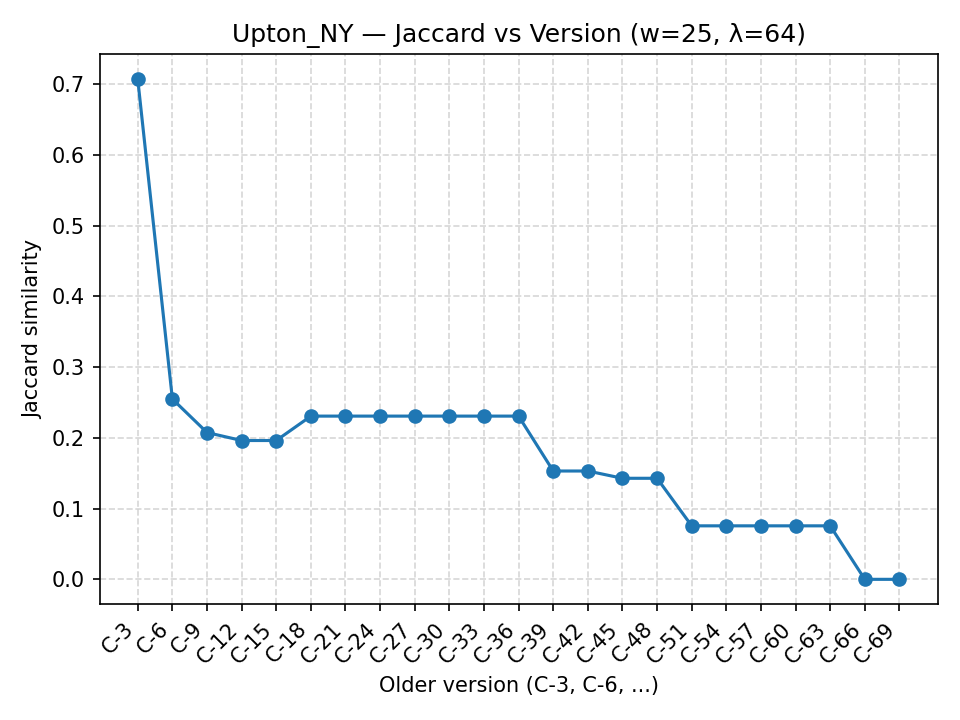 Upton_NY — Jaccard vs Version (w=25, λ=64)
Jaccard similarity
0.7
0.6
0.5
0.4
0.3
0.2
0.1
0.0
C-3 C-6 C-9 C-12 C-15 C-18 C-21 C-24 C-27 C-30 C-33 C-36 C-39 C-42 C-45 C-48 C-51 C-54 C-57 C-60 C-63 C-66 C-69
Older version (C-3, C-6, ...)